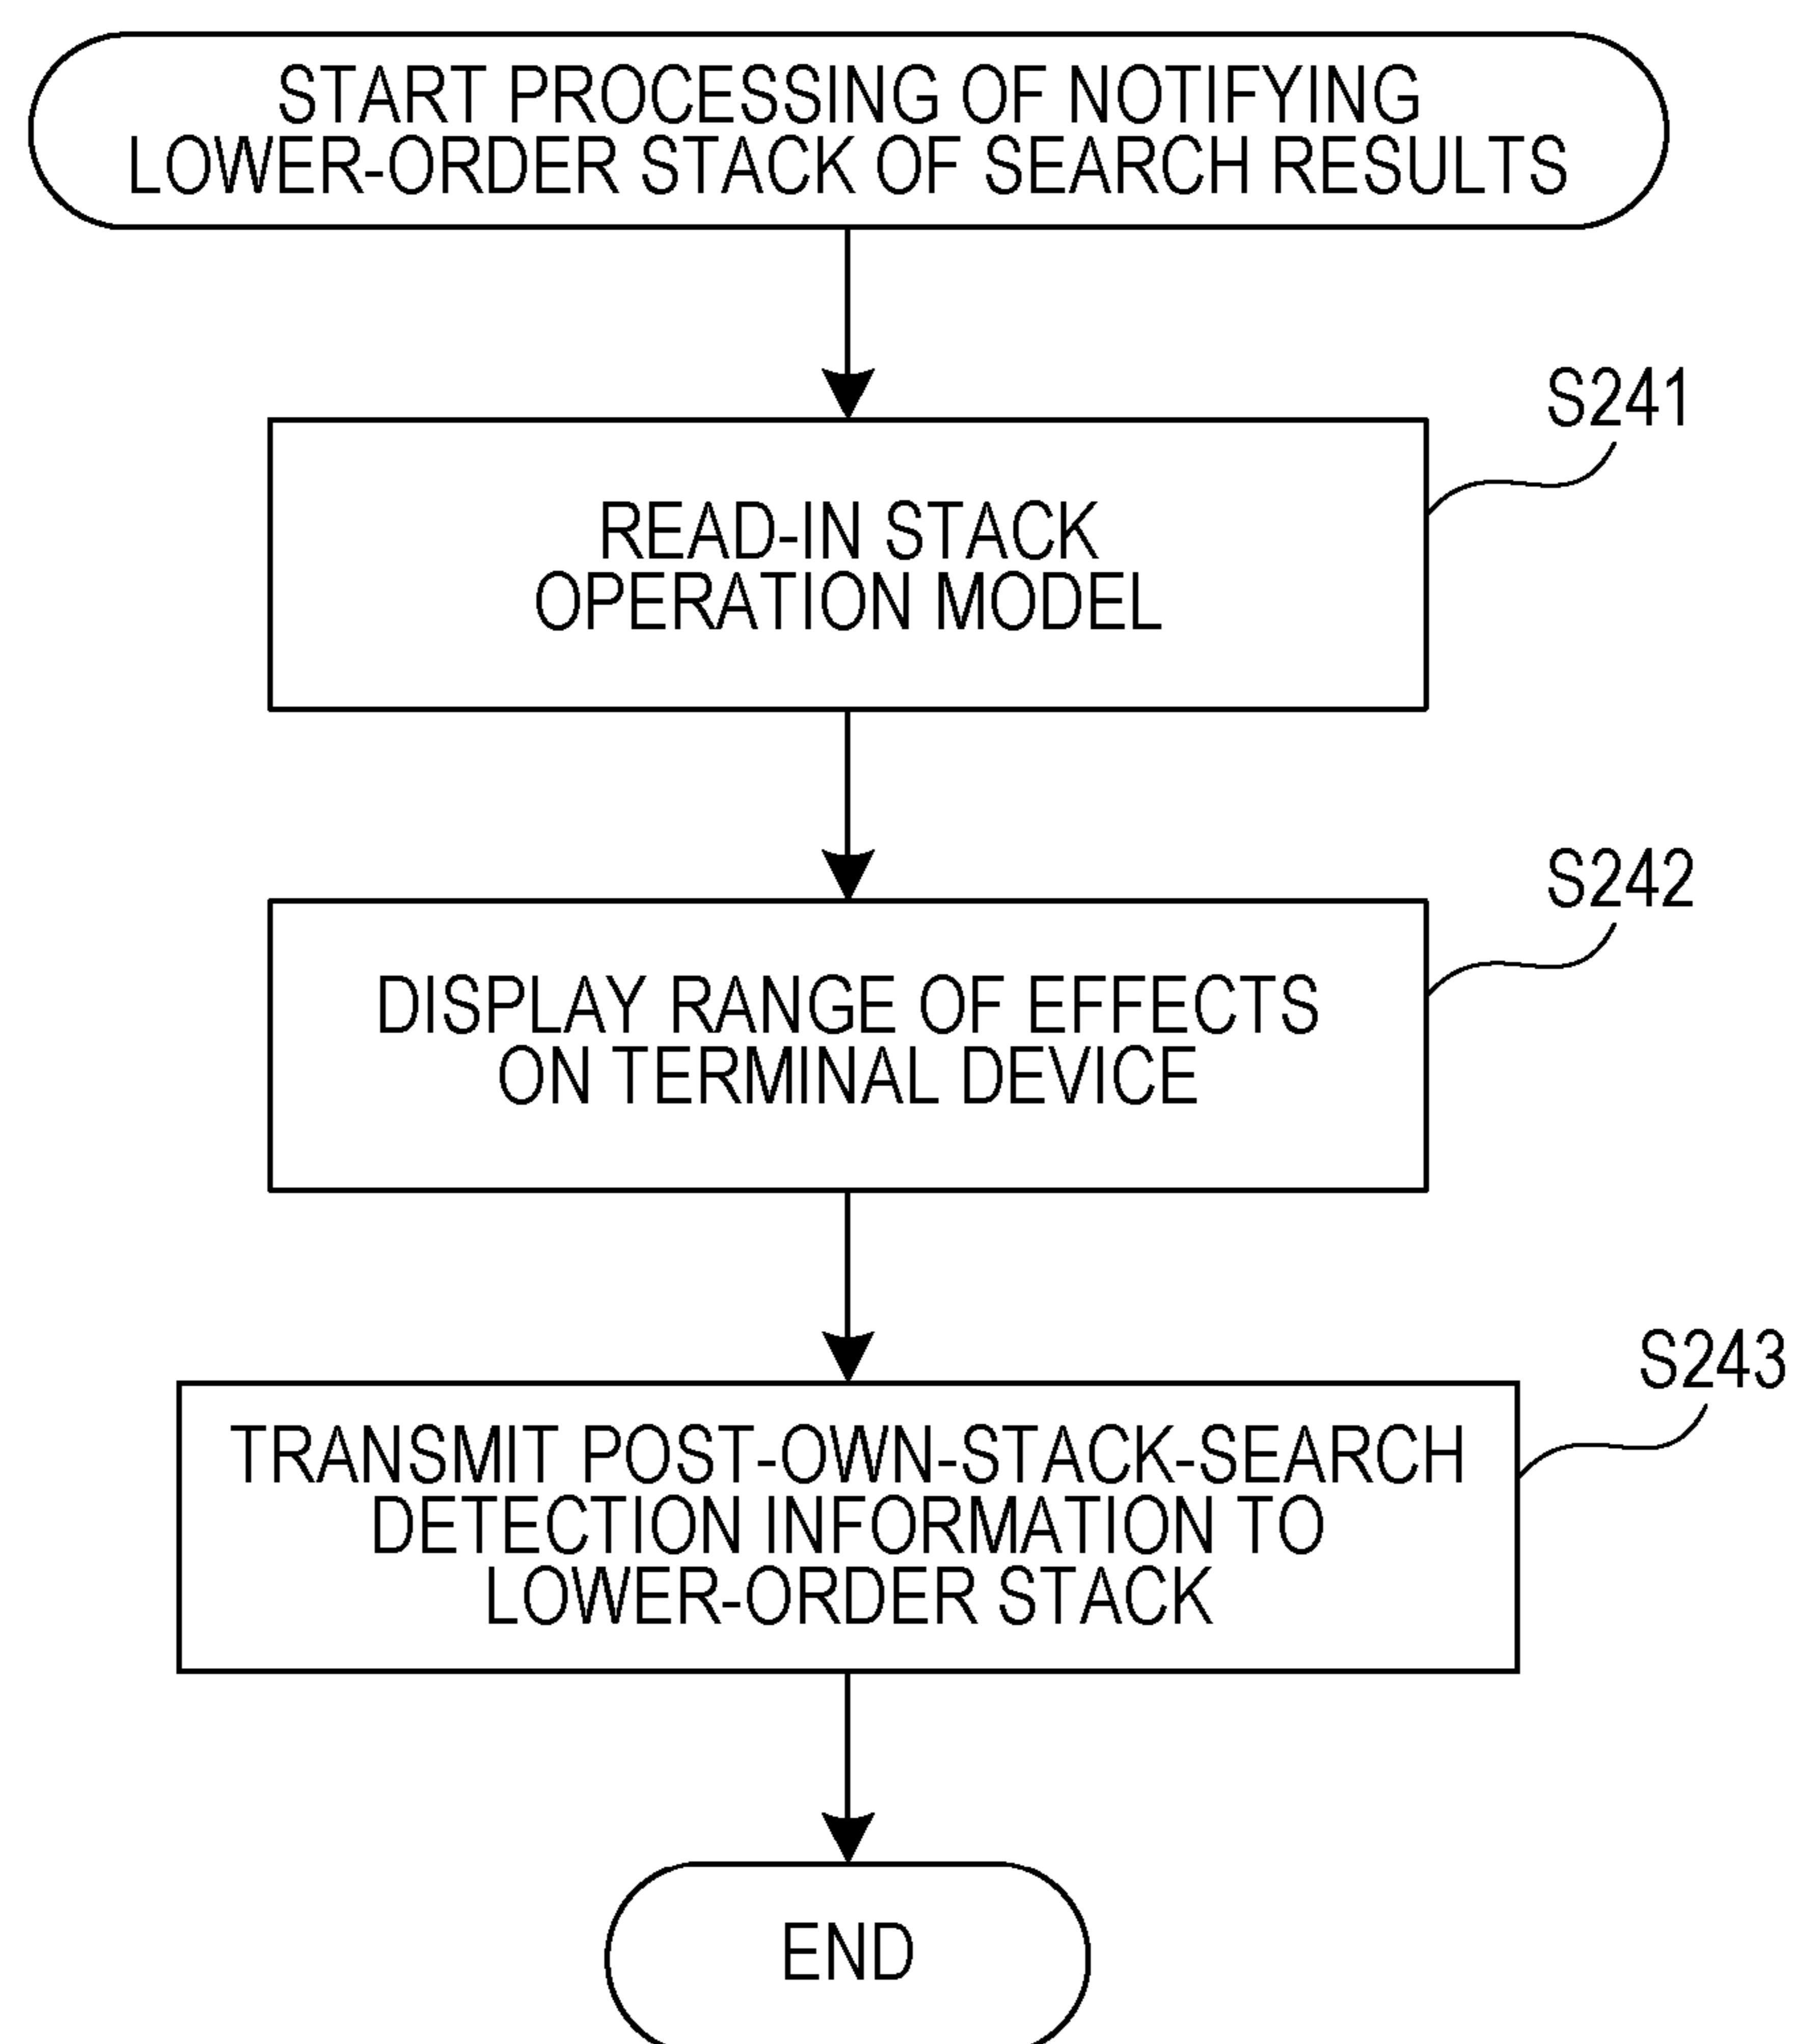 START PROCESSING OF NOTIFYING
LOWER-ORDER STACK OF SEARCH RESULTS
S241
READ-IN STACK
OPERATION MODEL
S242
DISPLAY RANGE OF EFFECTS
ON TERMINAL DEVICE
S243
TRANSMIT POST-OWN-STACK-SEARCH
DETECTION INFORMATION TO
LOWER-ORDER STACK
END